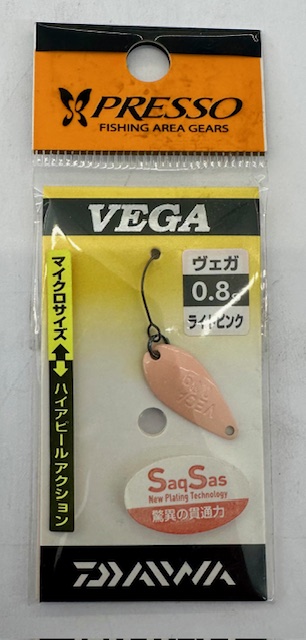 PRESSO
FISHING AREA GEARS
VEGA
ヴェガ
0.8g
ライトピンク
マイクロサイズ
ハイアピールアクション
VEGA
SaqSas
New Plating Technology
驚異の貫通力
DAIWA